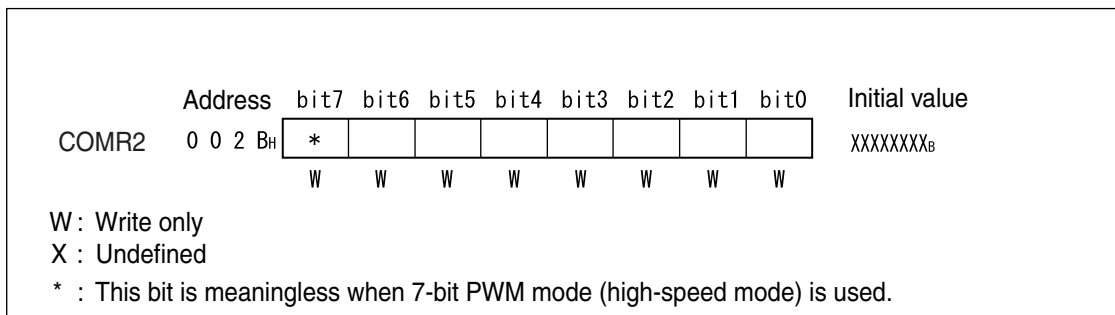 Address bit7 bit6 bit5 bit4 bit3 bit2 bit1 bit0 Initial value
COMR2 0 0 2 BH * XXXXXXXXB
W W W W W W W W
W : Write only
X : Undefined
* : This bit is meaningless when 7-bit PWM mode (high-speed mode) is used.